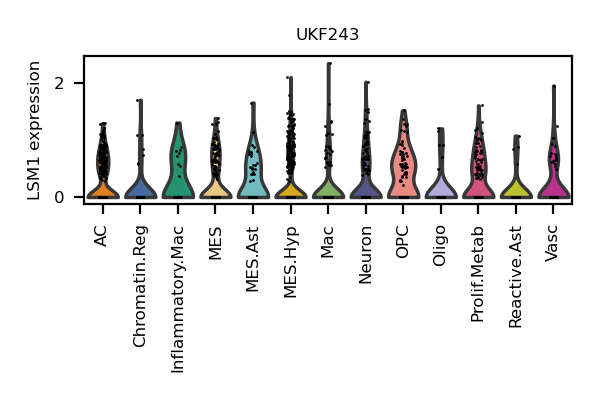 UKF243
LSM1 expression
2
0
AC
Chromatin.Reg
Inflammatory.Mac
MES
MES.Ast
MES.Hyp
Mac
Neuron
OPC
Oligo
Prolif.Metab
Reactive.Ast
Vasc